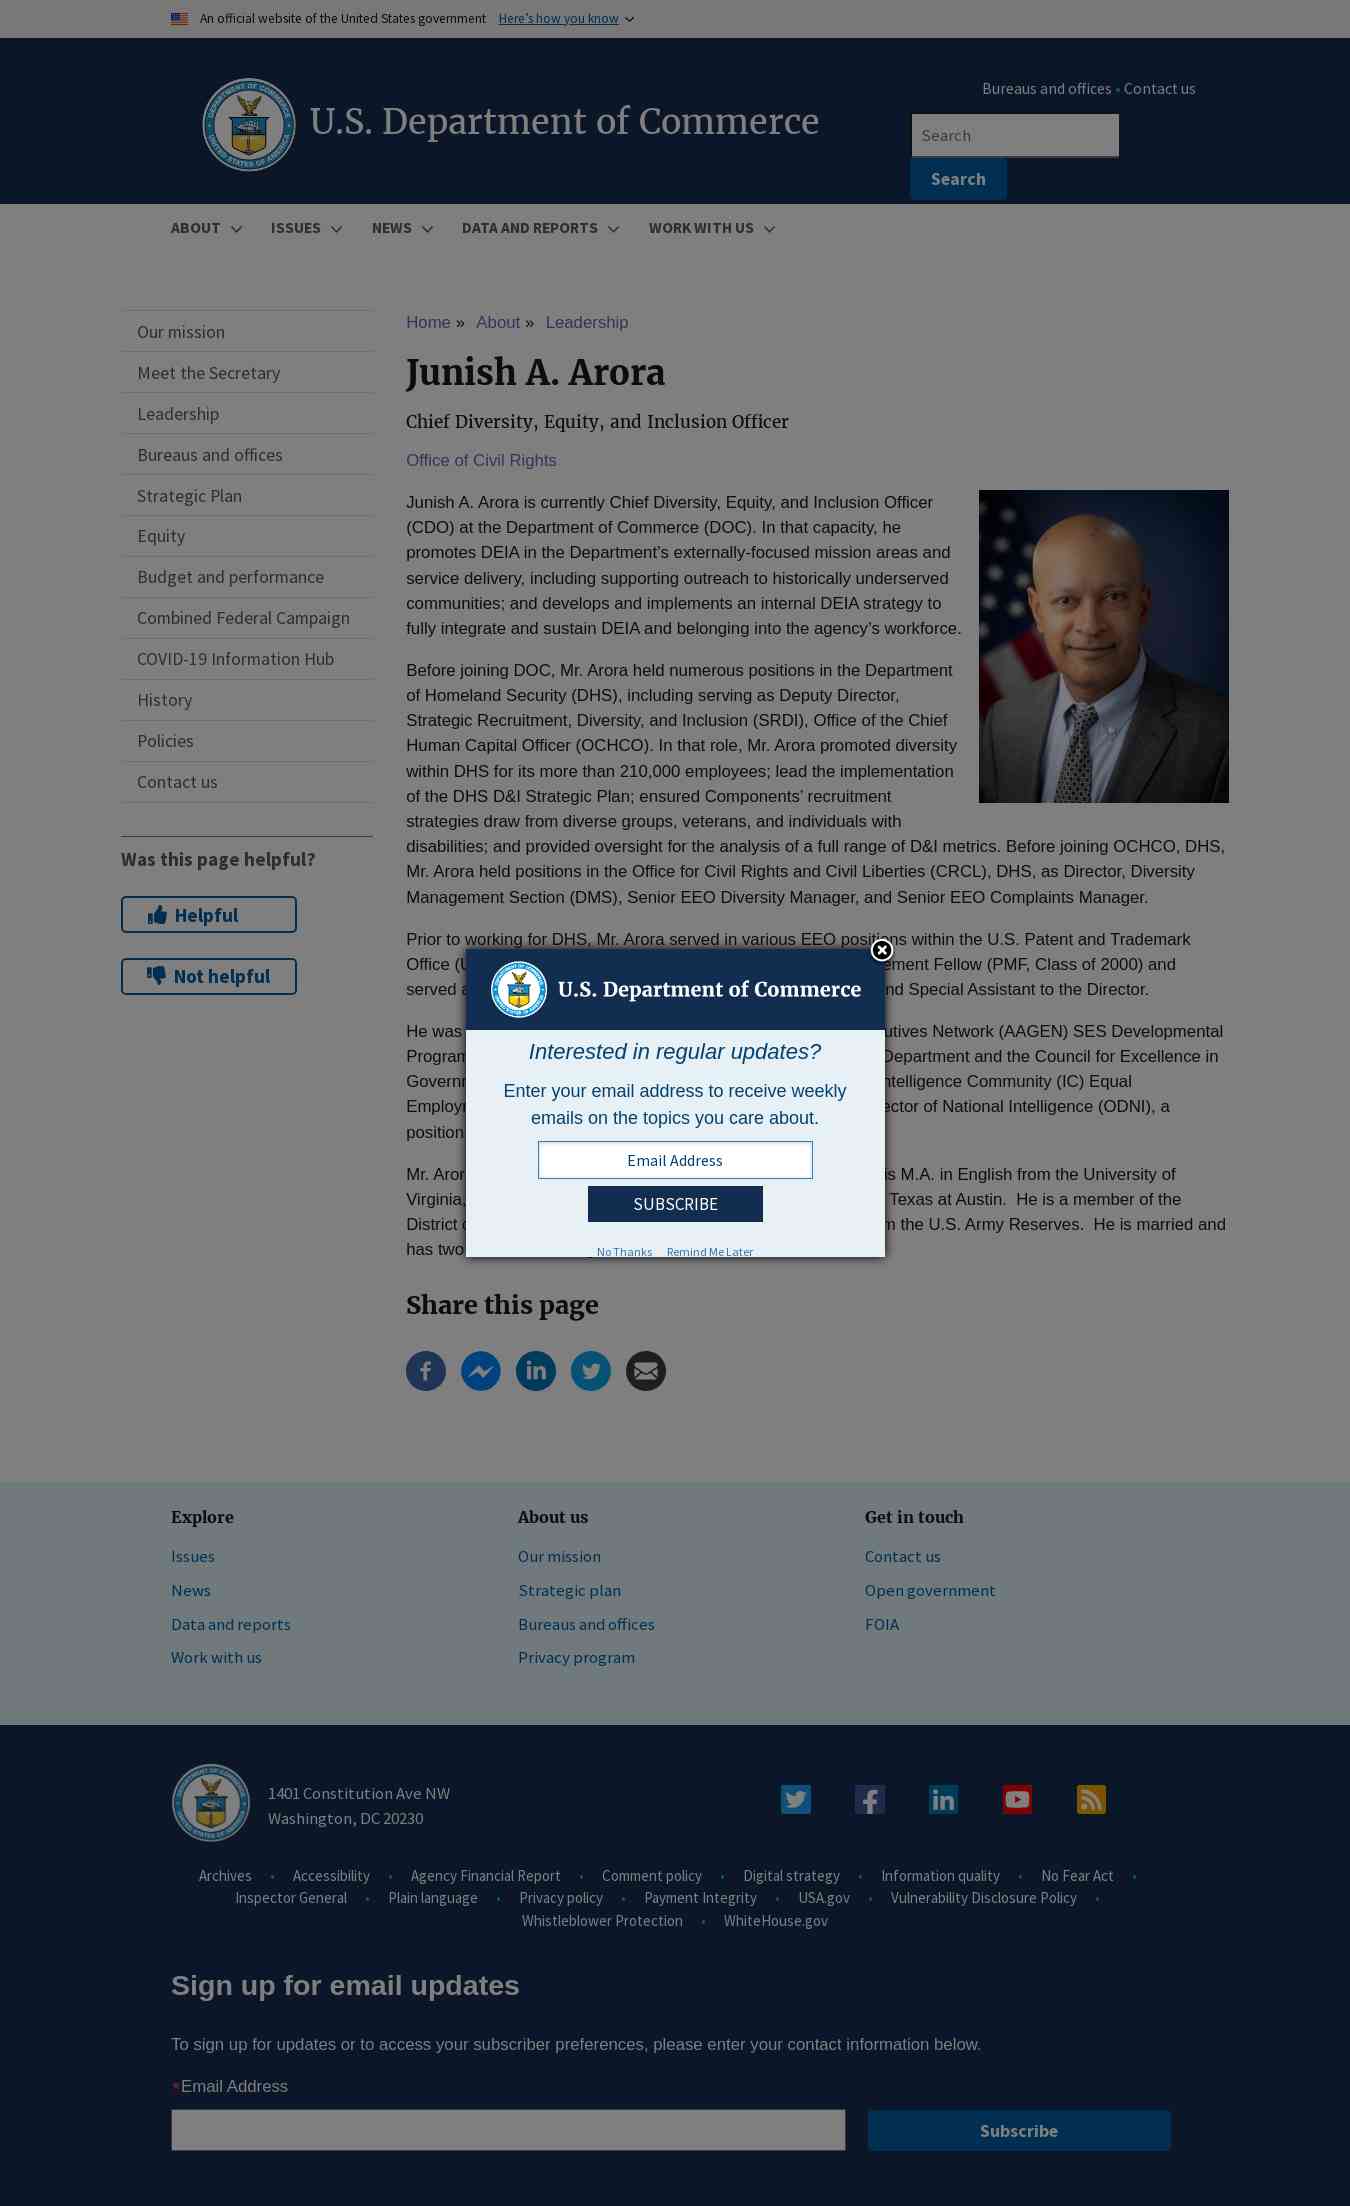 An official website of the United States government Here’s how you know
Bureaus and offices • Contact us
U.S. Department of Commerce
Search
Search
ABOUT ISSUES NEWS DATA AND REPORTS WORK WITH US
Our mission
Meet the Secretary
Leadership
Bureaus and offices
Strategic Plan
Equity
Budget and performance
Combined Federal Campaign
COVID-19 Information Hub
History
Policies
Contact us
Was this page helpful?
Helpful
Not helpful
Home » About » Leadership
Junish A. Arora
Chief Diversity, Equity, and Inclusion Officer
Office of Civil Rights
Junish A. Arora is currently Chief Diversity, Equity, and Inclusion Officer
(CDO) at the Department of Commerce (DOC). In that capacity, he
promotes DEIA in the Department’s externally-focused mission areas and
service delivery, including supporting outreach to historically underserved
communities; and develops and implements an internal DEIA strategy to
fully integrate and sustain DEIA and belonging into the agency’s workforce.
Before joining DOC, Mr. Arora held numerous positions in the Department
of Homeland Security (DHS), including serving as Deputy Director,
Strategic Recruitment, Diversity, and Inclusion (SRDI), Office of the Chief
Human Capital Officer (OCHCO). In that role, Mr. Arora promoted diversity
within DHS for its more than 210,000 employees; lead the implementation
of the DHS D&I Strategic Plan; ensured Components’ recruitment
strategies draw from diverse groups, veterans, and individuals with
disabilities; and provided oversight for the analysis of a full range of D&I metrics. Before joining OCHCO, DHS,
Mr. Arora held positions in the Office for Civil Rights and Civil Liberties (CRCL), DHS, as Director, Diversity
Management Section (DMS), Senior EEO Diversity Manager, and Senior EEO Complaints Manager.
Prior to working for DHS, Mr. Arora served in various EEO positions within the U.S. Patent and Trademark
Office ement Fellow (PMF, Class of 2000) and
served nd Special Assistant to the Director.
He was utives Network (AAGEN) SES Developmental
Program Department and the Council for Excellence in
Govern ntelligence Community (IC) Equal
Employ ector of National Intelligence (ODNI), a
position
Mr. Aror is M.A. in English from the University of
Virginia, Texas at Austin. He is a member of the
District m the U.S. Army Reserves. He is married and
has two
U.S. Department of Commerce
Interested in regular updates?
Enter your email address to receive weekly
emails on the topics you care about.
Email Address
SUBSCRIBE
No Thanks Remind Me Later
Share this page
Explore
Issues
News
Data and reports
Work with us
About us
Our mission
Strategic plan
Bureaus and offices
Privacy program
Get in touch
Contact us
Open government
FOIA
1401 Constitution Ave NW
Washington, DC 20230
Archives • Accessibility • Agency Financial Report • Comment policy • Digital strategy • Information quality • No Fear Act •
Inspector General • Plain language • Privacy policy • Payment Integrity • USA.gov • Vulnerability Disclosure Policy •
Whistleblower Protection • WhiteHouse.gov
Sign up for email updates
To sign up for updates or to access your subscriber preferences, please enter your contact information below.
*Email Address
Subscribe